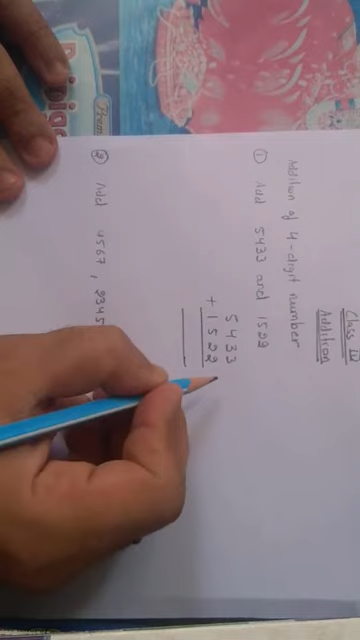 Class III
Addition
Addition of 4-digit number
① Add 5433 and 1522
5433
+ 1522
② Add 4567, 2345